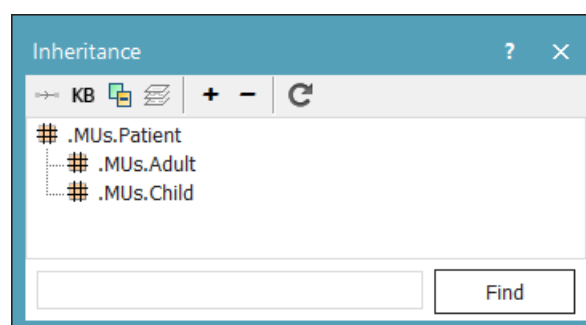 Inheritance ? ×
KB + −
.MUs.Patient
.MUs.Adult
.MUs.Child
Find